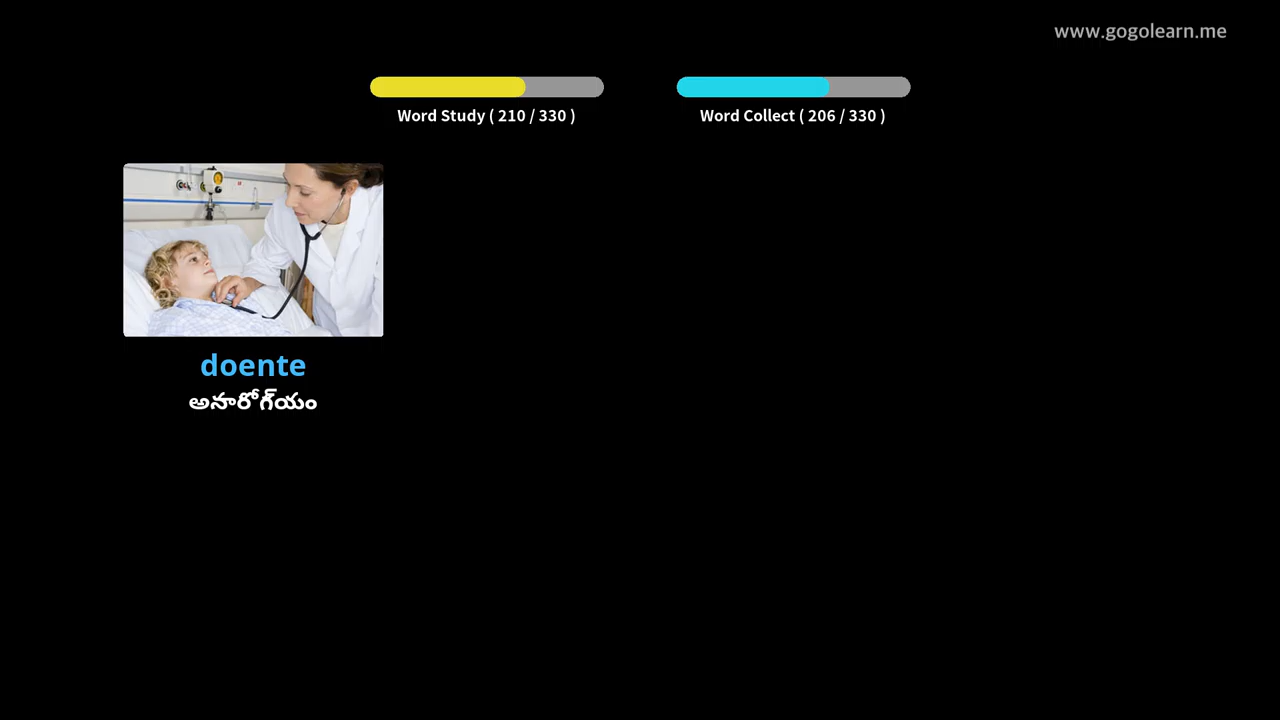 www.gogolearn.me
Word Study ( 210 / 330 )
Word Collect ( 206 / 330 )
doente
అనారోగ్యం